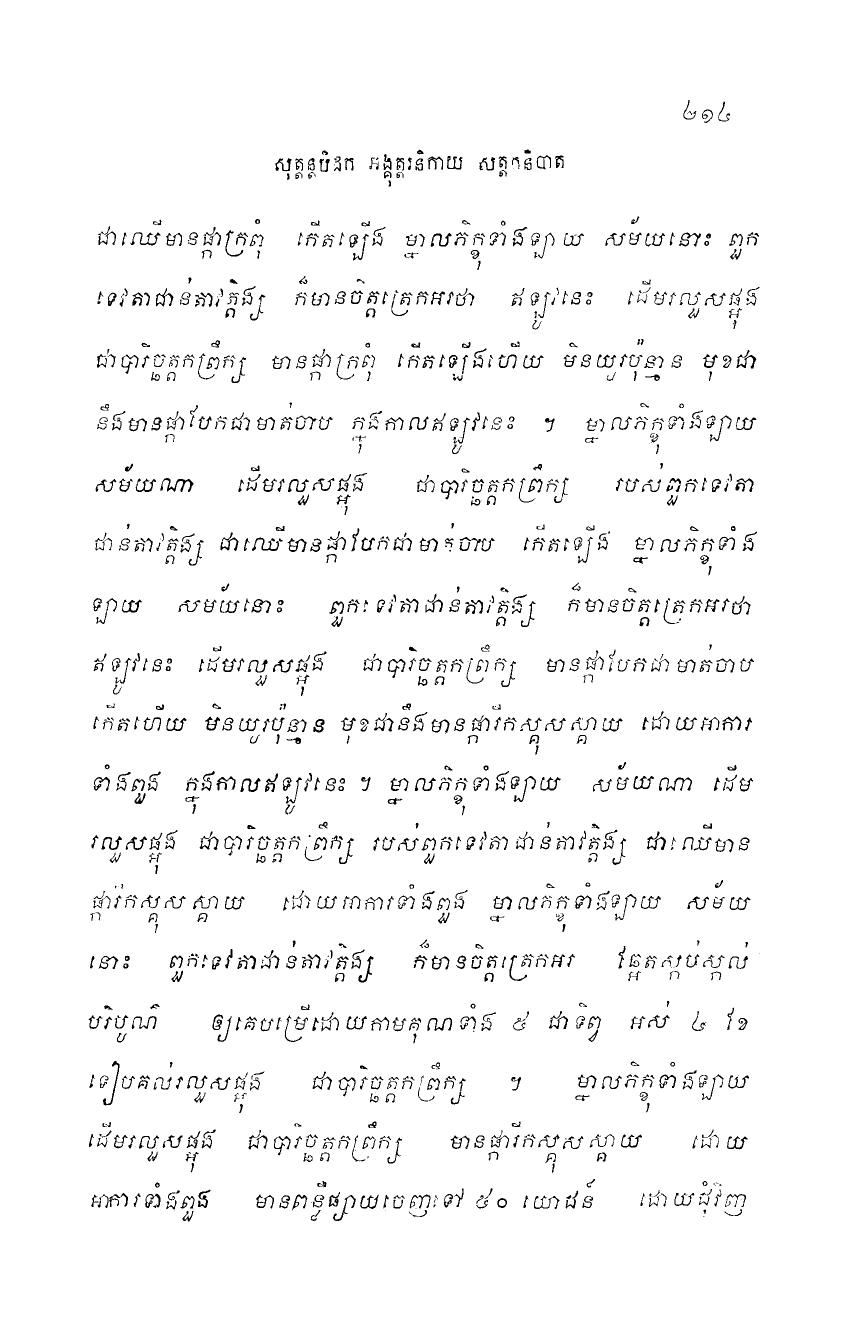 ២១៤
សុត្តន្តបិដក អង្គុត្តរនិកាយ សត្តកនិបាត
ជាឈើមានផ្កាក្រពុំ កើតឡើង ម្នាលភិក្ខុទាំងឡាយ សម័យនោះ ពួក
ទេវតាជាន់តាវត្តិង្ស ក៏មានចិត្តត្រេកអរថា ឥឡូវនេះ ដើមរលួសផ្អុង
ជាបារិច្ឆត្តកព្រឹក្ស មានផ្កាក្រពុំ កើតឡើងហើយ មិនយូរប៉ុន្មាន មុខជា
នឹងមានផ្កាបែកជាមាត់ចាប ក្នុងកាលឥឡូវនេះ ។ ម្នាលភិក្ខុទាំងឡាយ
សម័យណា ដើមរលួសផ្អុង ជាបារិច្ឆត្តកព្រឹក្ស របស់ពួកទេវតា
ជាន់តាវត្តិង្ស ជាឈើមានផ្កាបែកជាមាក់ចាប កើតឡើង ម្នាលភិក្ខុទាំង
ឡាយ សមយ័នោះ ពួកទេវតាជាន់តាវត្តិង្ស ក៏មានចិត្តត្រេកអរថា
ឥឡូវនេះ ដើមរលួសផ្អុង ជាបារិច្ឆត្តកព្រឹក្ស មានផ្កាបែកជាមាត់ចាប
កើតហើយ មិនយូរប៉ុន្មាន មុខជានឹងមានផ្ការីកស្គុសស្គាយ ដោយអាការ
ទាំងពួង ក្នុងកាលឥឡូវនេះ ។ ម្នាលភិក្ខុទាំងឡាយ សម័យណា ដើម
រលួសផ្អុង ជាបារិច្ឆត្តកព្រឹក្ស របស់ពួកទេវតាជាន់តាវត្តិង្ស ជាឈើមាន
ផ្ការីកស្គុសស្គាយ ដោយអាការទាំងពួង ម្នាលភិក្ខុទាំងឡាយ សម័យ
នោះ ពួកទេវតាជាន់តាវត្តិង្ស ក៏មានចិត្តត្រេកអរ ឆ្អែតស្កប់ស្កល់
បរិបូណ៌ ឲ្យគេបម្រើដោយកាមគុណទាំង ៥ ជាទិព្វ អស់ ៤ ខែ
ទៀបគល់រលួសផ្អុង ជាបារិច្ឆត្តកព្រឹក្ស ។ ម្នាលភិក្ខុទាំងឡាយ
ដើមរលួសផ្អុង ជាបារិច្ឆត្តកព្រឹក្ស មានផ្ការីកស្គុសស្គាយ ដោយ
អាការទាំងពួង មានពន្លឺផ្សាយចេញទៅ ៥០ យោជន៍ ដោយជុំវិញ